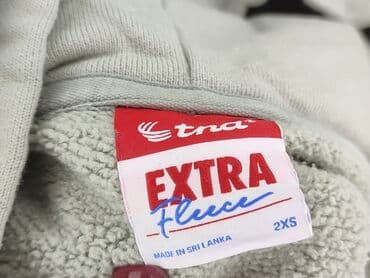 tna
EXTRA
Fleece
2XS
MADE IN SRI LANKA